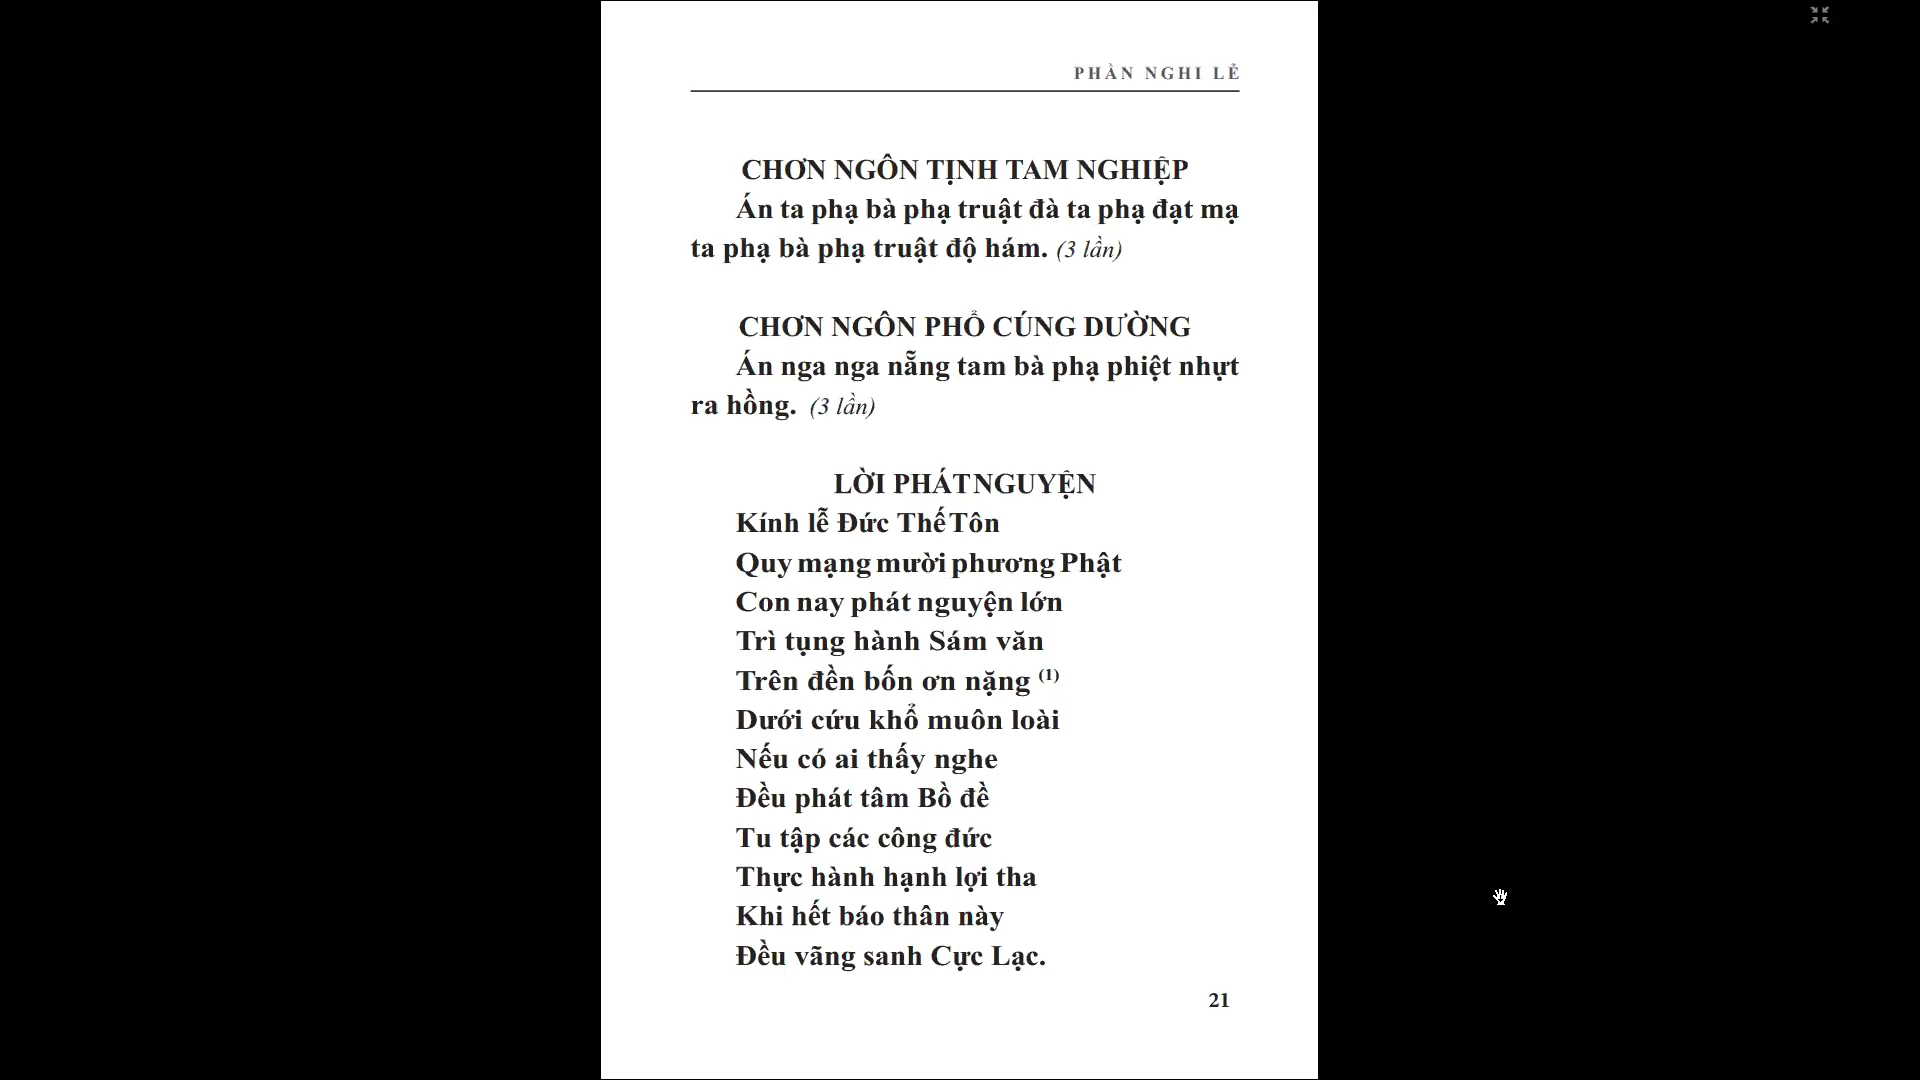 PHẦN NGHI LỄ
CHƠN NGÔN TỊNH TAM NGHIỆP
Án ta phạ bà phạ truật đà ta phạ đạt mạ
ta phạ bà phạ truật độ hám. (3 lần)
CHƠN NGÔN PHỔ CÚNG DƯỜNG
Án nga nga nẵng tam bà phạ phiệt nhựt
ra hồng. (3 lần)
LỜI PHÁT NGUYỆN
Kính lễ Đức Thế Tôn
Quy mạng mười phương Phật
Con nay phát nguyện lớn
Trì tụng hành Sám văn
Trên đền bốn ơn nặng (1)
Dưới cứu khổ muôn loài
Nếu có ai thấy nghe
Đều phát tâm Bồ đề
Tu tập các công đức
Thực hành hạnh lợi tha
Khi hết báo thân này
Đều vãng sanh Cực Lạc.
21